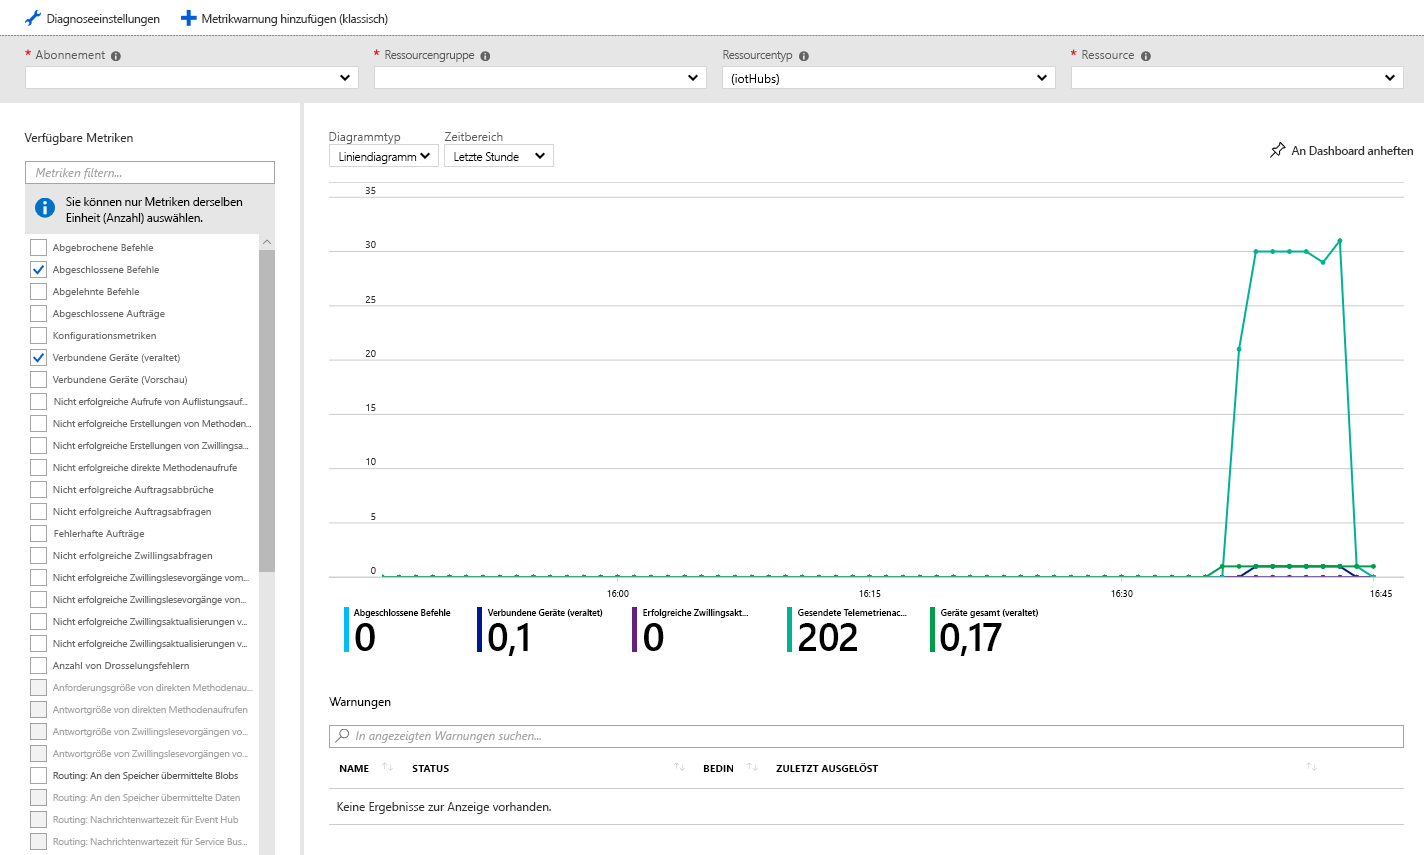 Diagnoseeinstellungen
Metrikwarnung hinzufügen (klassisch)
* Abonnement
* Ressourcengruppe
Ressourcentyp
* Ressource
(iotHubs)
Verfügbare Metriken
Metriken filtern...
Sie können nur Metriken derselben
Einheit (Anzahl) auswählen.
Abgebrochene Befehle
Abgeschlossene Befehle
Abgelehnte Befehle
Abgeschlossene Aufträge
Konfigurationsmetriken
Verbundene Geräte (veraltet)
Verbundene Geräte (Vorschau)
Nicht erfolgreiche Aufrufe von Auflistungsauf...
Nicht erfolgreiche Erstellungen von Methoden...
Nicht erfolgreiche Erstellungen von Zwillingsa...
Nicht erfolgreiche direkte Methodenaufrufe
Nicht erfolgreiche Auftragsabbrüche
Nicht erfolgreiche Auftragsabfragen
Fehlerhafte Aufträge
Nicht erfolgreiche Zwillingsabfragen
Nicht erfolgreiche Zwillingslesevorgänge vom...
Nicht erfolgreiche Zwillingslesevorgänge von...
Nicht erfolgreiche Zwillingsaktualisierungen v...
Nicht erfolgreiche Zwillingsaktualisierungen v...
Anzahl von Drosselungsfehlern
Anforderungsgröße von direkten Methodenau...
Antwortgröße von direkten Methodenaufrufen
Antwortgröße von Zwillingslesevorgängen vo...
Antwortgröße von Zwillingslesevorgängen vo...
Routing: An den Speicher übermittelte Blobs
Routing: An den Speicher übermittelte Daten
Routing: Nachrichtenwartezeit für Event Hub
Routing: Nachrichtenwartezeit für Service Bus...
Diagrammtyp
Zeitbereich
Liniendiagramm
Letzte Stunde
An Dashboard anheften
35
30
25
20
15
10
5
0
16:00
16:15
16:30
16:45
Abgeschlossene Befehle
0
Verbundene Geräte (veraltet)
0,1
Erfolgreiche Zwillingsakt...
0
Gesendete Telemetrienac...
202
Geräte gesamt (veraltet)
0,17
Warnungen
In angezeigten Warnungen suchen...
NAME
STATUS
BEDIN
ZULETZT AUSGELÖST
Keine Ergebnisse zur Anzeige vorhanden.